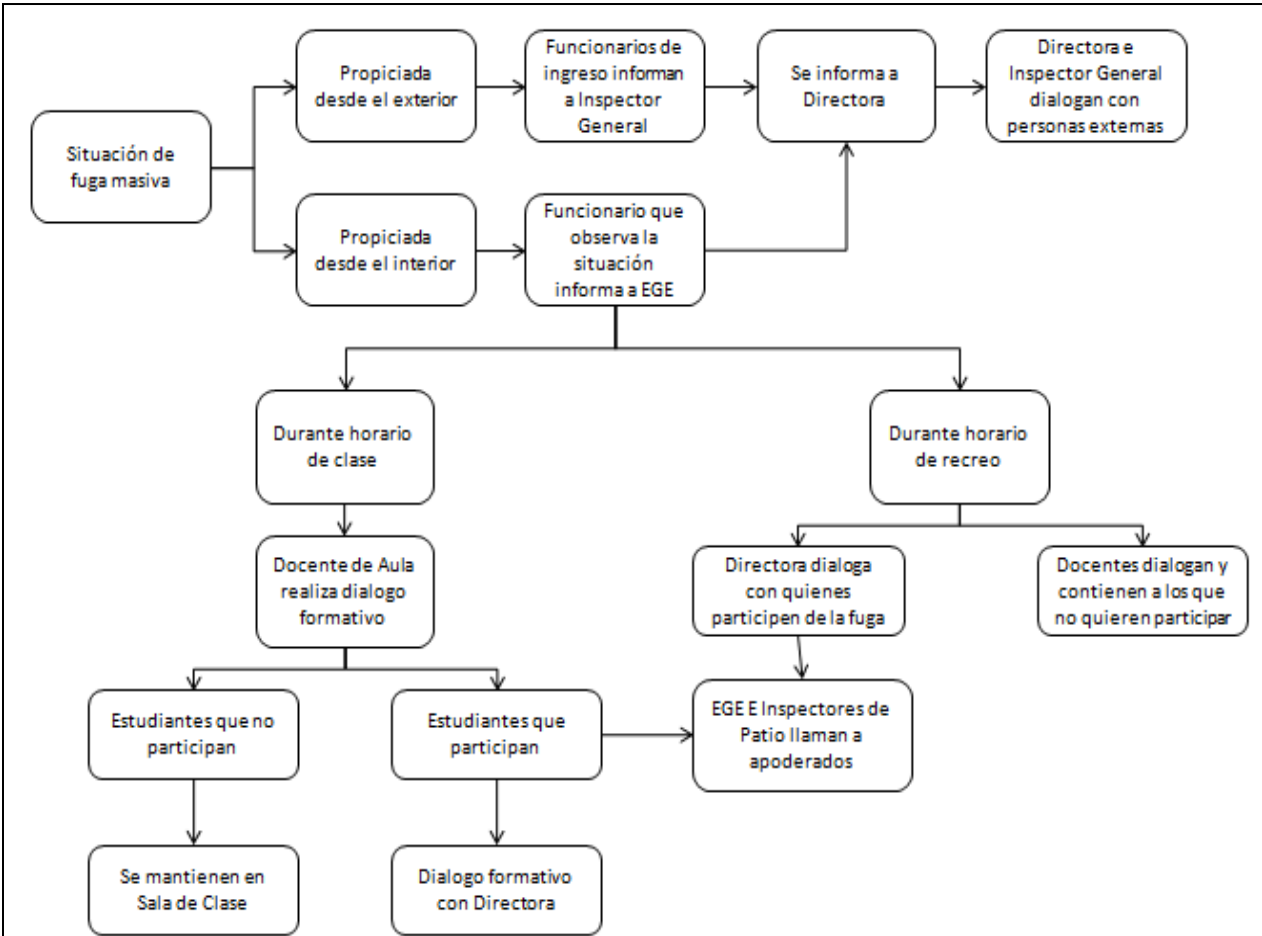 Situación de
fuga masiva
Propiciada
desde el exterior
Funcionarios de
ingreso informan
a Inspector
General
Se informa a
Directora
Directora e
Inspector General
dialogan con
personas externas
Propiciada
desde el interior
Funcionario que
observa la
situación
informa a EGE
Durante horario
de clase
Durante horario
de recreo
Docente de Aula
realiza dialogo
formativo
Directora dialoga
con quienes
participen de la fuga
Docentes dialogan y
contienen a los que
no quieren participar
Estudiantes que no
participan
Estudiantes que
participan
EGE E Inspectores de
Patio llaman a
apoderados
Se mantienen en
Sala de Clase
Dialogo formativo
con Directora